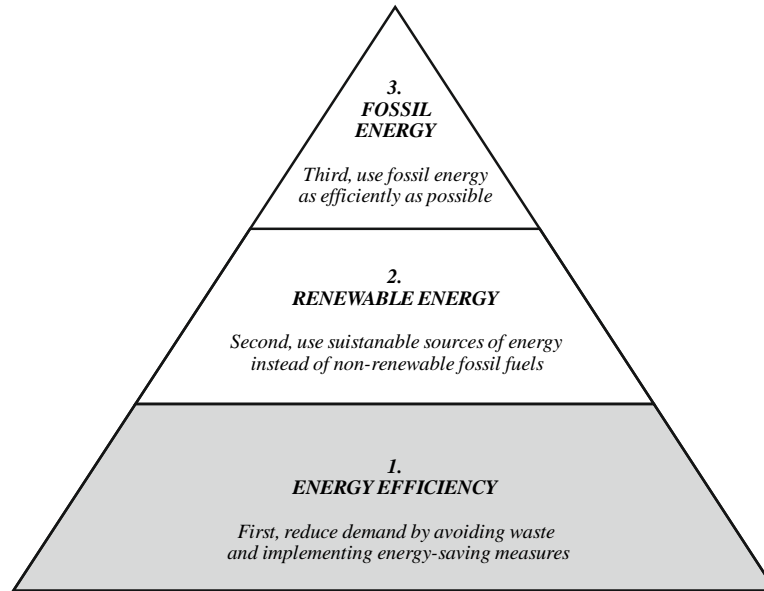 3.
FOSSIL
ENERGY
Third, use fossil energy
as efficiently as possible
2.
RENEWABLE ENERGY
Second, use suistanable sources of energy
instead of non-renewable fossil fuels
1.
ENERGY EFFICIENCY
First, reduce demand by avoiding waste
and implementing energy-saving measures